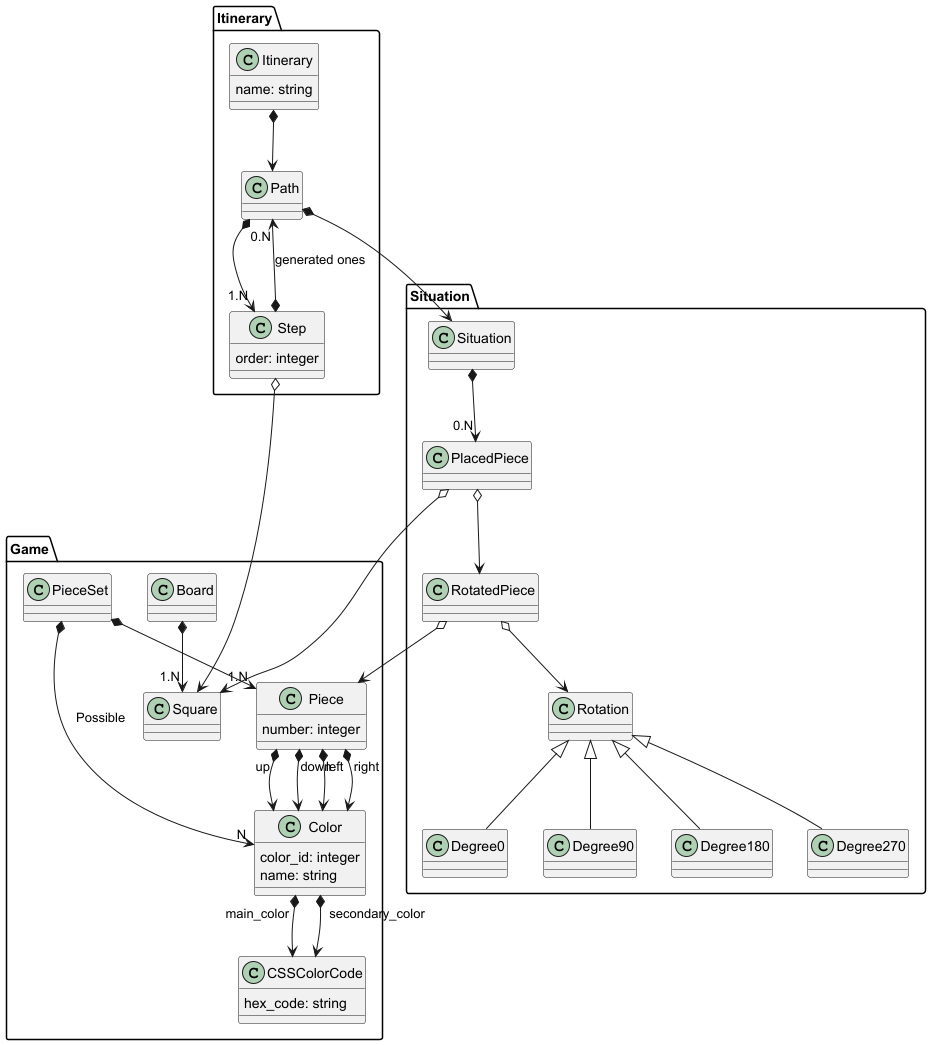 Itinerary
C Itinerary
name: string
C Path
0.N
generated ones
1.N
C Step
order: integer
Situation
C Situation
0.N
C PlacedPiece
C RotatedPiece
C Rotation
C Degree0
C Degree90
C Degree180
C Degree270
Game
C PieceSet
C Board
1.N
1.N
C Square
C Piece
number: integer
Possible
up
down
left
right
N
C Color
color_id: integer
name: string
main_color
secondary_color
C CSSColorCode
hex_code: string